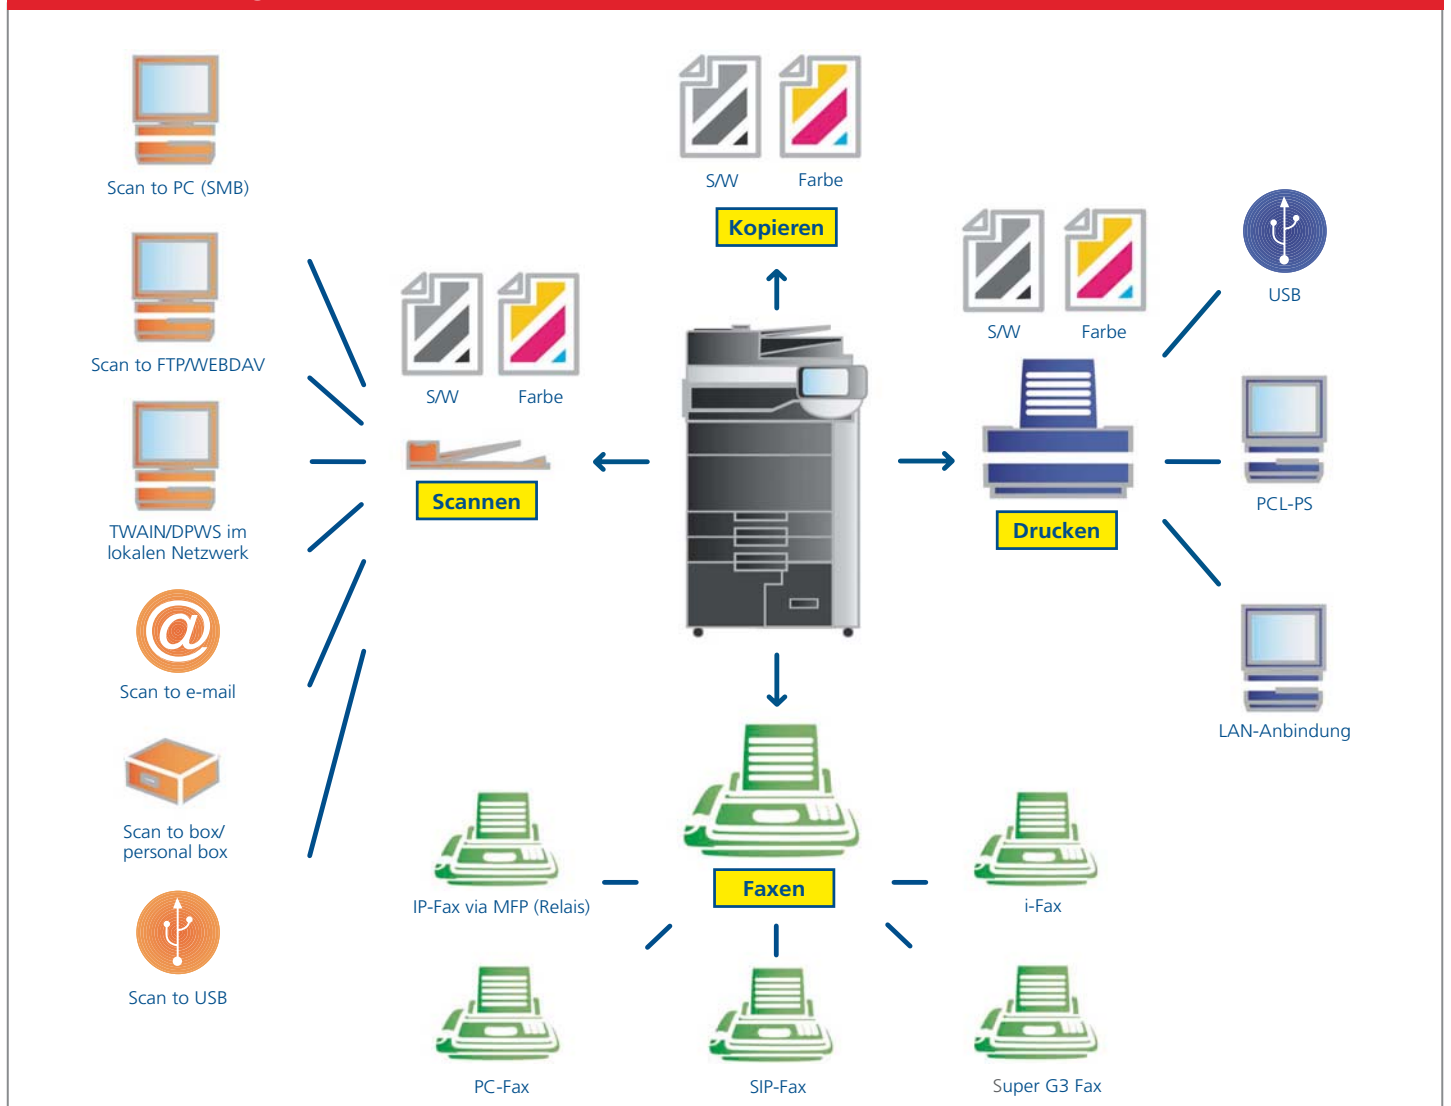 Scan to PC (SMB)
Scan to FTP/WEBDAV
TWAIN/DPWS im
lokalen Netzwerk
Scan to e-mail
Scan to box/
personal box
Scan to USB
S/W Farbe
Scannen
S/W Farbe
Kopieren
S/W Farbe
Drucken
USB
PCL-PS
LAN-Anbindung
Faxen
IP-Fax via MFP (Relais)
i-Fax
PC-Fax
SIP-Fax
Super G3 Fax